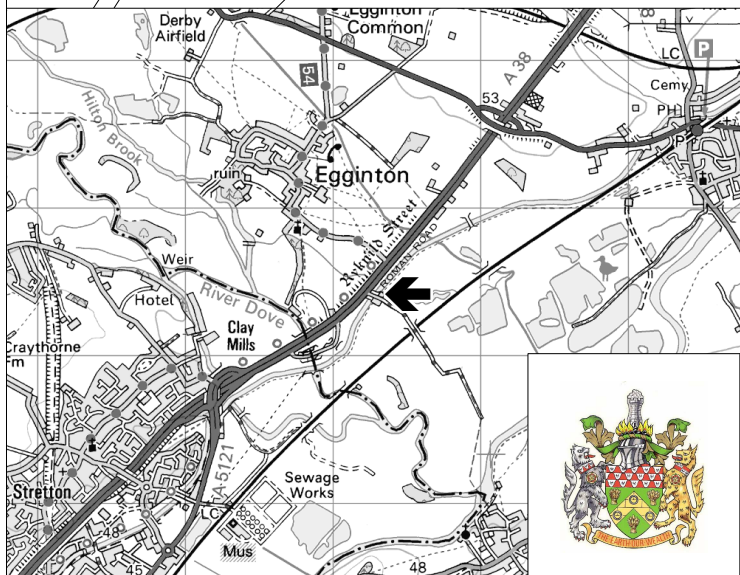 Derby
Airfield
Egginton
Common
54
A 38
53
LC
P
Cemy
PH
P
Hilton Brook
ruin
Egginton
Rykneld Street
ROMAN ROAD
Weir
Hotel
River Dove
Clay
Mills
Craythorne
Fm
A 5121
Stretton
Sewage
Works
LC
48
45
Mus
48